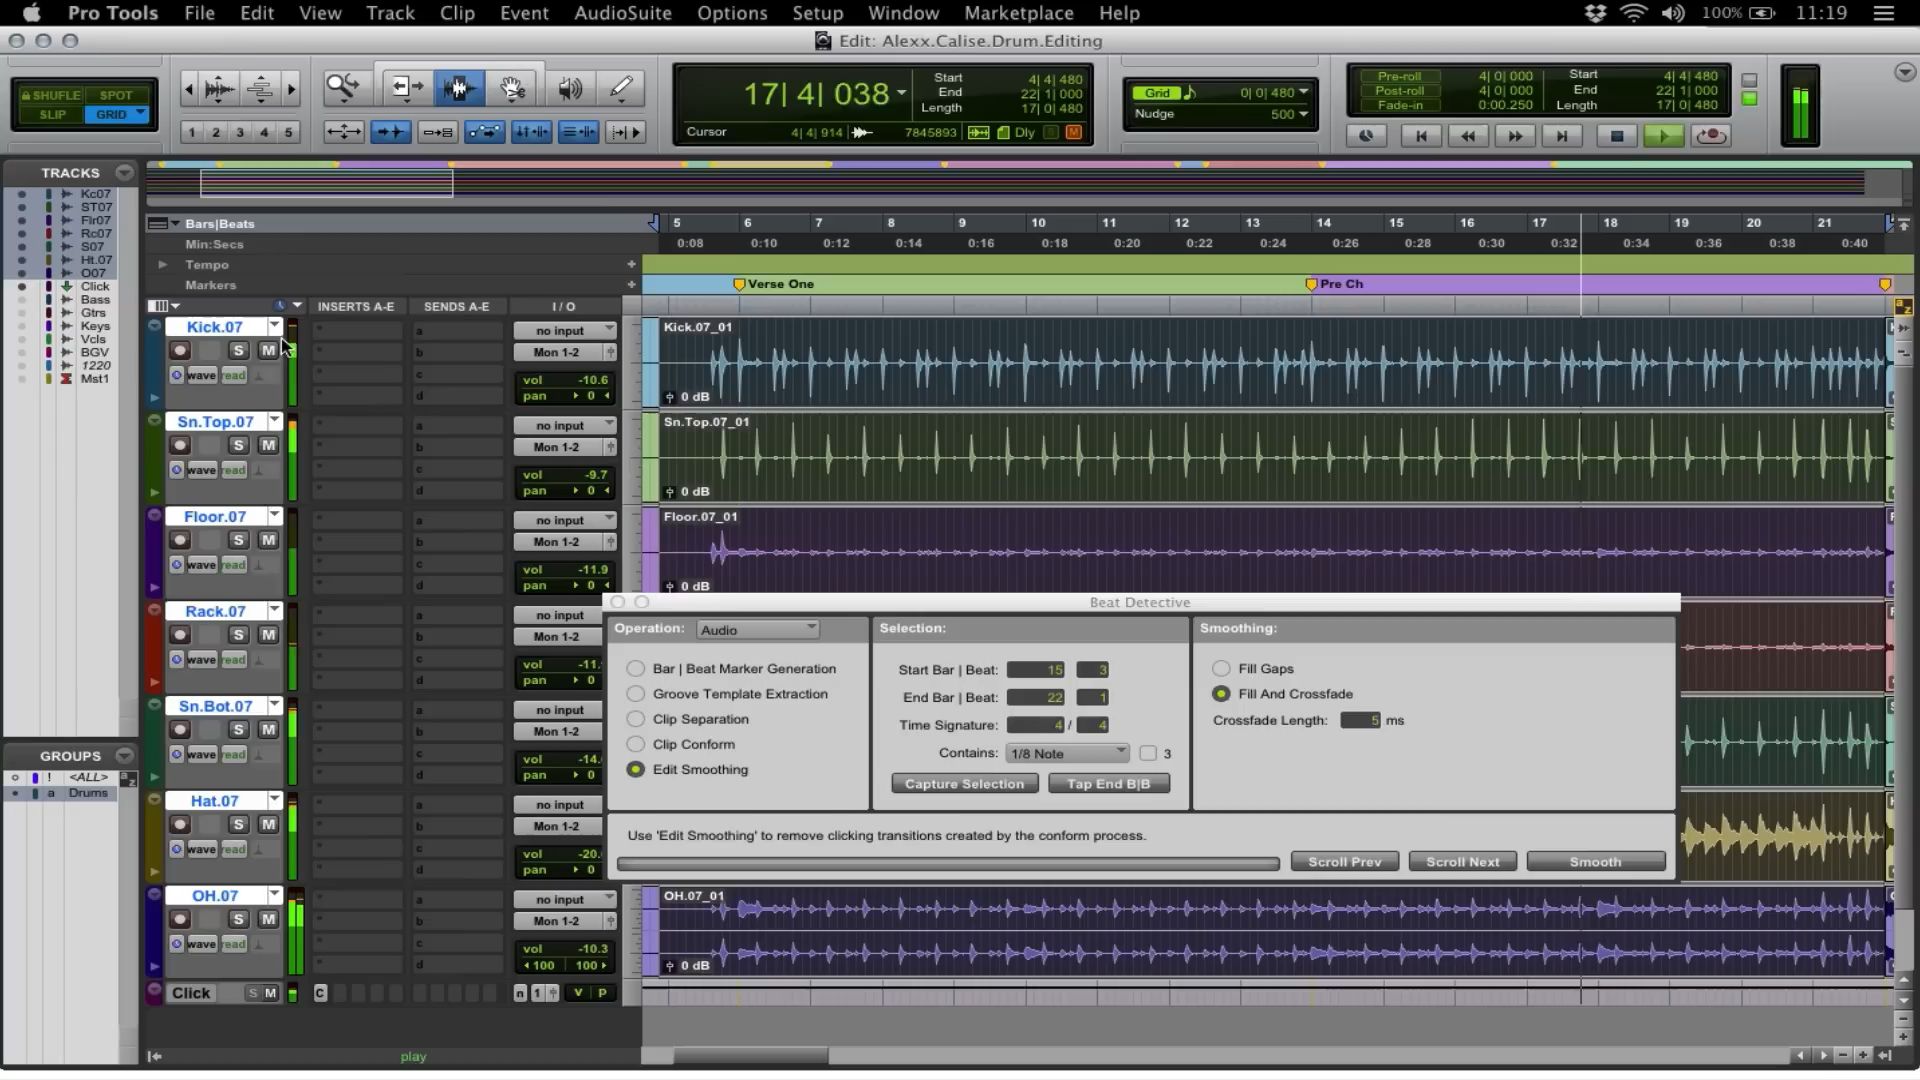 Pro Tools File Edit View Track Clip Event AudioSuite Options Setup Window Marketplace Help 100% 11:19
Edit: Alexx.Calise.Drum.Editing
SHUFFLE SPOT
SLIP GRID
1 2 3 4 5
17| 4| 038
Start 4| 4| 480
End 22| 1| 000
Length 17| 0| 480
Cursor 4| 4| 914 7845893 Dly
Grid 0| 0| 480
Nudge 500
Pre-roll 4| 0| 000 Start 4| 4| 480
Post-roll 4| 0| 000 End 22| 1| 000
Fade-in 0:00.250 Length 17| 0| 480
TRACKS
Kc07
ST07
Flr07
Rc07
S07
Ht.07
O07
Click
Bass
Gtrs
Keys
Vcls
BGV
1220
Mst1
GROUPS
! <ALL>
a Drums
Bars|Beats 5 6 7 8 9 10 11 12 13 14 15 16 17 18 19 20 21
Min:Secs 0:08 0:10 0:12 0:14 0:16 0:18 0:20 0:22 0:24 0:26 0:28 0:30 0:32 0:34 0:36 0:38 0:40
Tempo
Markers Verse One Pre Ch
INSERTS A-E SENDS A-E I / O
Kick.07 a no input Kick.07_01
S M b Mon 1-2
wave read c vol -10.6
d pan 0 0 dB
Sn.Top.07 a no input Sn.Top.07_01
S M b Mon 1-2
wave read c vol -9.7
d pan 0 0 dB
Floor.07 a no input Floor.07_01
S M b Mon 1-2
wave read c vol -11.9
d pan 0 0 dB
Rack.07 a no input
S M b Mon 1-2
wave read c vol -11.
d pan 0
Sn.Bot.07 a no input
S M b Mon 1-2
wave read c vol -14.
d pan 0
Hat.07 a no input
S M b Mon 1-2
wave read c vol -20.
d pan 0
OH.07 a no input OH.07_01
S M b Mon 1-2
wave read c vol -10.3
d 100 100 0 dB
Click S M C n 1 V P
play
Beat Detective
Operation: Audio
Bar | Beat Marker Generation
Groove Template Extraction
Clip Separation
Clip Conform
Edit Smoothing
Selection:
Start Bar | Beat: 15 3
End Bar | Beat: 22 1
Time Signature: 4 / 4
Contains: 1/8 Note 3
Capture Selection Tap End B|B
Smoothing:
Fill Gaps
Fill And Crossfade
Crossfade Length: 5 ms
Use 'Edit Smoothing' to remove clicking transitions created by the conform process.
Scroll Prev Scroll Next Smooth